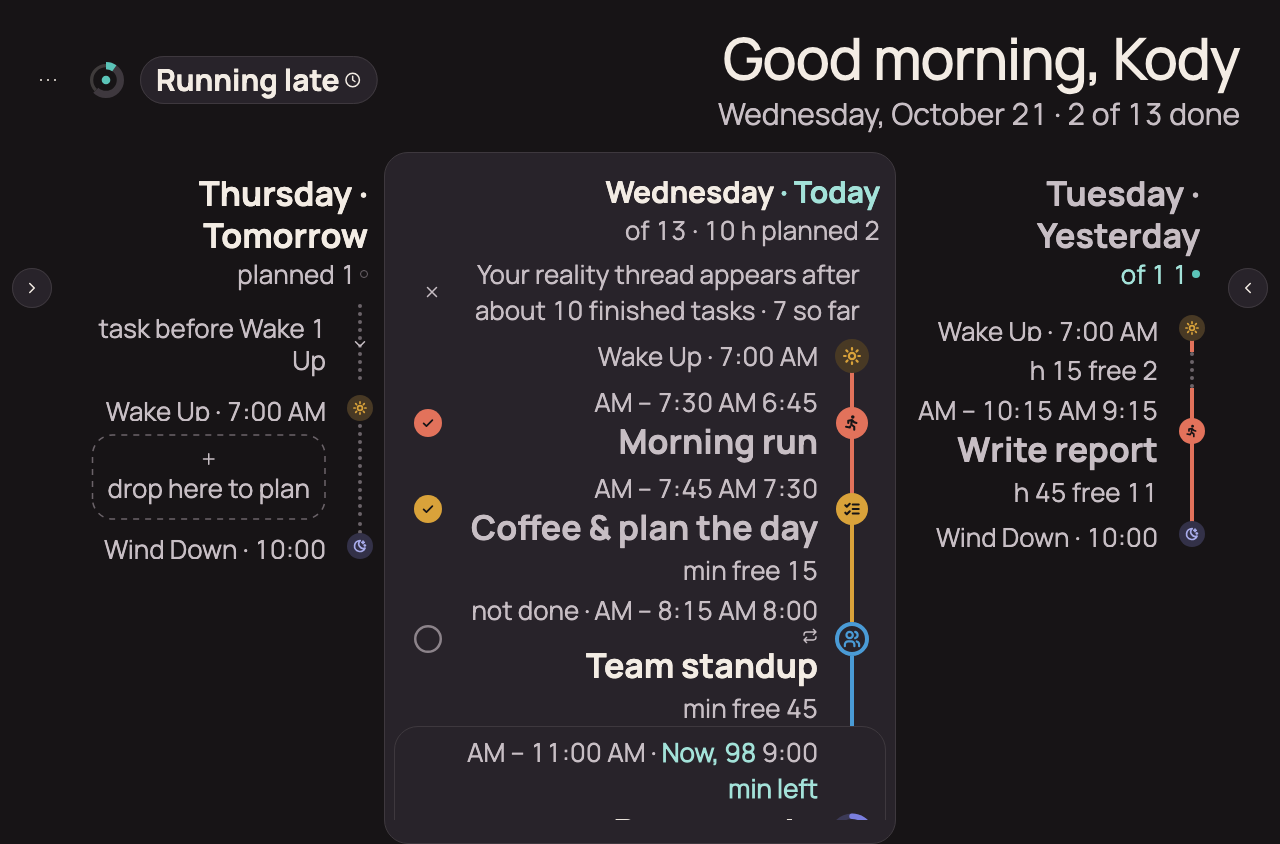 Running late
Good morning, Kody
Wednesday, October 21 · 2 of 13 done
Thursday ·
Tomorrow
planned 1
task before Wake 1
Up
Wake Up · 7:00 AM
+
drop here to plan
Wind Down · 10:00
Wednesday · Today
of 13 · 10 h planned 2
Your reality thread appears after
about 10 finished tasks · 7 so far
Wake Up · 7:00 AM
AM – 7:30 AM 6:45
Morning run
AM – 7:45 AM 7:30
Coffee & plan the day
min free 15
not done · AM – 8:15 AM 8:00
Team standup
min free 45
AM – 11:00 AM · Now, 98 9:00
min left
Tuesday ·
Yesterday
of 1 1
Wake Up · 7:00 AM
h 15 free 2
AM – 10:15 AM 9:15
Write report
h 45 free 11
Wind Down · 10:00